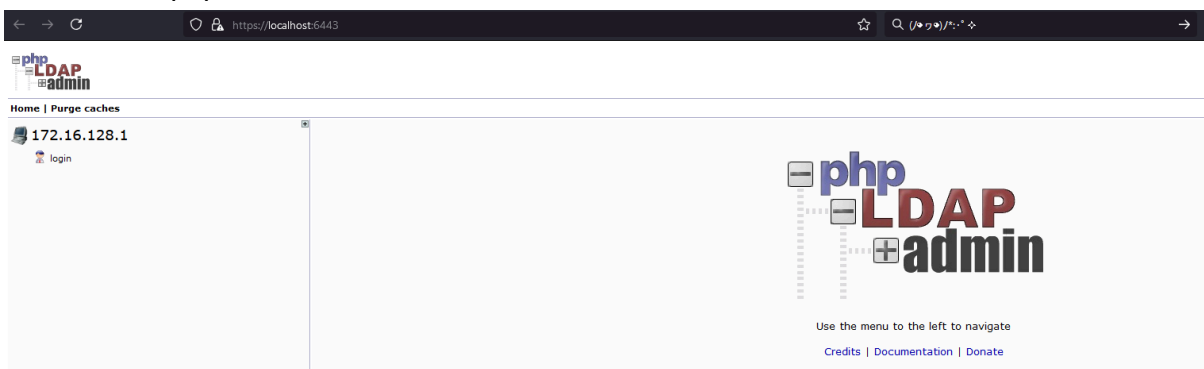 https://localhost:6443
(/◕ヮ◕)/*:･ﾟ✧
php
LDAP
admin
Home | Purge caches
172.16.128.1
login
php
LDAP
admin
Use the menu to the left to navigate
Credits | Documentation | Donate